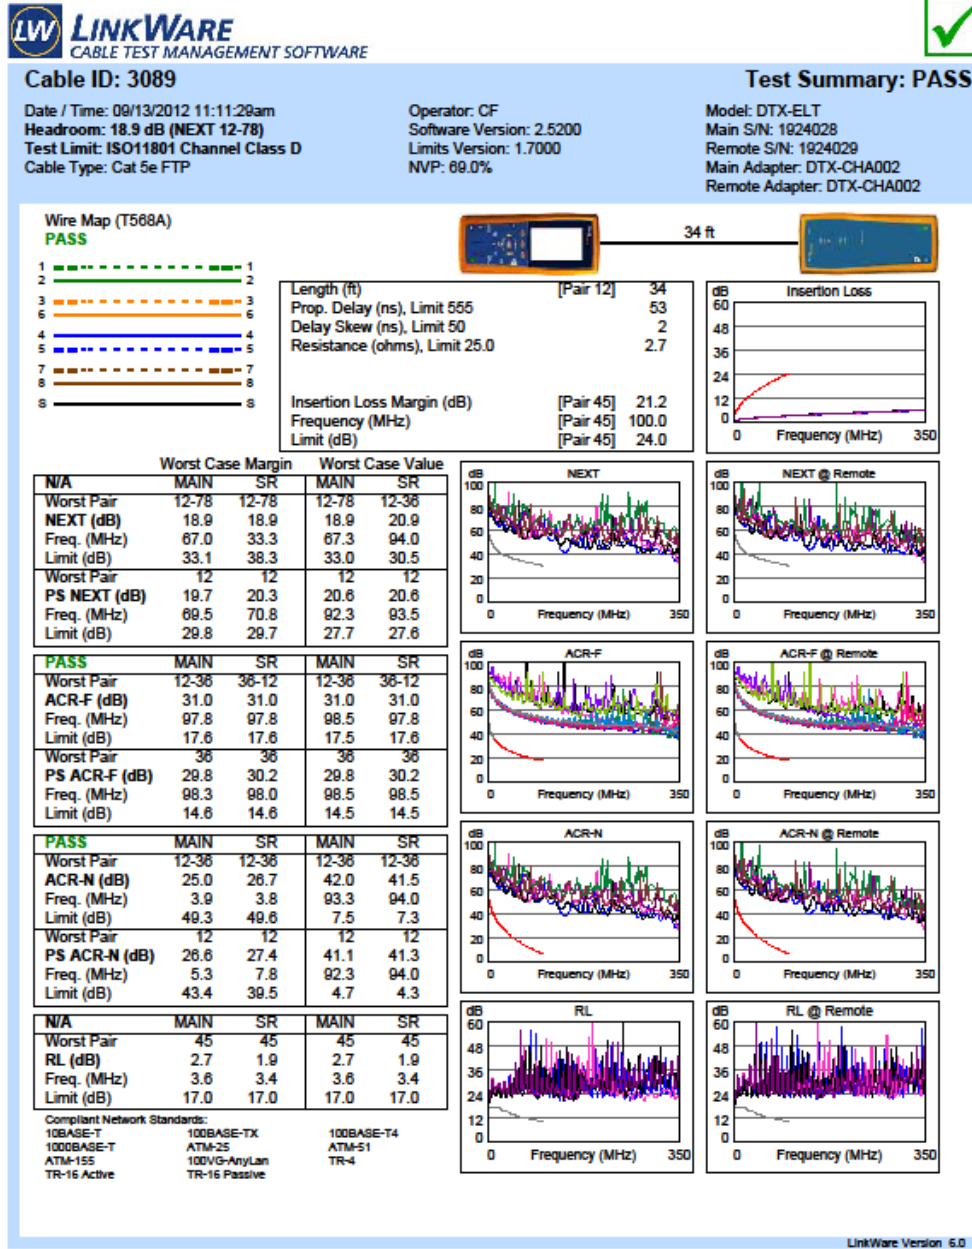 LW LINKWARE
CABLE TEST MANAGEMENT SOFTWARE
Cable ID: 3089
Test Summary: PASS
Date / Time: 09/13/2012 11:11:29am
Headroom: 18.9 dB (NEXT 12-78)
Test Limit: ISO11801 Channel Class D
Cable Type: Cat 5e FTP
Operator: CF
Software Version: 2.5200
Limits Version: 1.7000
NVP: 69.0%
Model: DTX-ELT
Main S/N: 1924028
Remote S/N: 1924029
Main Adapter: DTX-CHA002
Remote Adapter: DTX-CHA002
Wire Map (T568A)
PASS
1 1
2 2
3 3
6 6
4 4
5 5
7 7
8 8
S S
34 ft
Length (ft) [Pair 12] 34
Prop. Delay (ns), Limit 555 53
Delay Skew (ns), Limit 50 2
Resistance (ohms), Limit 25.0 2.7
Insertion Loss Margin (dB) [Pair 45] 21.2
Frequency (MHz) [Pair 45] 100.0
Limit (dB) [Pair 45] 24.0
dB Insertion Loss
60
48
36
24
12
0
0 Frequency (MHz) 350
Worst Case Margin Worst Case Value
N/A MAIN SR MAIN SR
Worst Pair 12-78 12-78 12-78 12-36
NEXT (dB) 18.9 18.9 18.9 20.9
Freq. (MHz) 67.0 33.3 67.3 94.0
Limit (dB) 33.1 38.3 33.0 30.5
Worst Pair 12 12 12 12
PS NEXT (dB) 19.7 20.3 20.6 20.6
Freq. (MHz) 69.5 70.8 92.3 93.5
Limit (dB) 29.8 29.7 27.7 27.6
dB NEXT
100
80
60
40
20
0
0 Frequency (MHz) 350
dB NEXT @ Remote
100
80
60
40
20
0
0 Frequency (MHz) 350
PASS MAIN SR MAIN SR
Worst Pair 12-36 36-12 12-36 36-12
ACR-F (dB) 31.0 31.0 31.0 31.0
Freq. (MHz) 97.8 97.8 98.5 97.8
Limit (dB) 17.6 17.6 17.5 17.6
Worst Pair 36 36 36 36
PS ACR-F (dB) 29.8 30.2 29.8 30.2
Freq. (MHz) 98.3 98.0 98.5 98.5
Limit (dB) 14.6 14.6 14.5 14.5
dB ACR-F
100
80
60
40
20
0
0 Frequency (MHz) 350
dB ACR-F @ Remote
100
80
60
40
20
0
0 Frequency (MHz) 350
PASS MAIN SR MAIN SR
Worst Pair 12-36 12-36 12-36 12-36
ACR-N (dB) 25.0 26.7 42.0 41.5
Freq. (MHz) 3.9 3.8 93.3 94.0
Limit (dB) 49.3 49.6 7.5 7.3
Worst Pair 12 12 12 12
PS ACR-N (dB) 26.6 27.4 41.1 41.3
Freq. (MHz) 5.3 7.8 92.3 94.0
Limit (dB) 43.4 39.5 4.7 4.3
dB ACR-N
100
80
60
40
20
0
0 Frequency (MHz) 350
dB ACR-N @ Remote
100
80
60
40
20
0
0 Frequency (MHz) 350
N/A MAIN SR MAIN SR
Worst Pair 45 45 45 45
RL (dB) 2.7 1.9 2.7 1.9
Freq. (MHz) 3.6 3.4 3.6 3.4
Limit (dB) 17.0 17.0 17.0 17.0
dB RL
60
48
36
24
12
0
0 Frequency (MHz) 350
dB RL @ Remote
60
48
36
24
12
0
0 Frequency (MHz) 350
Compliant Network Standards:
10BASE-T 100BASE-TX 100BASE-T4
1000BASE-T ATM-25 ATM-51
ATM-155 100VG-AnyLan TR-4
TR-16 Active TR-16 Passive
LinkWare Version 6.0